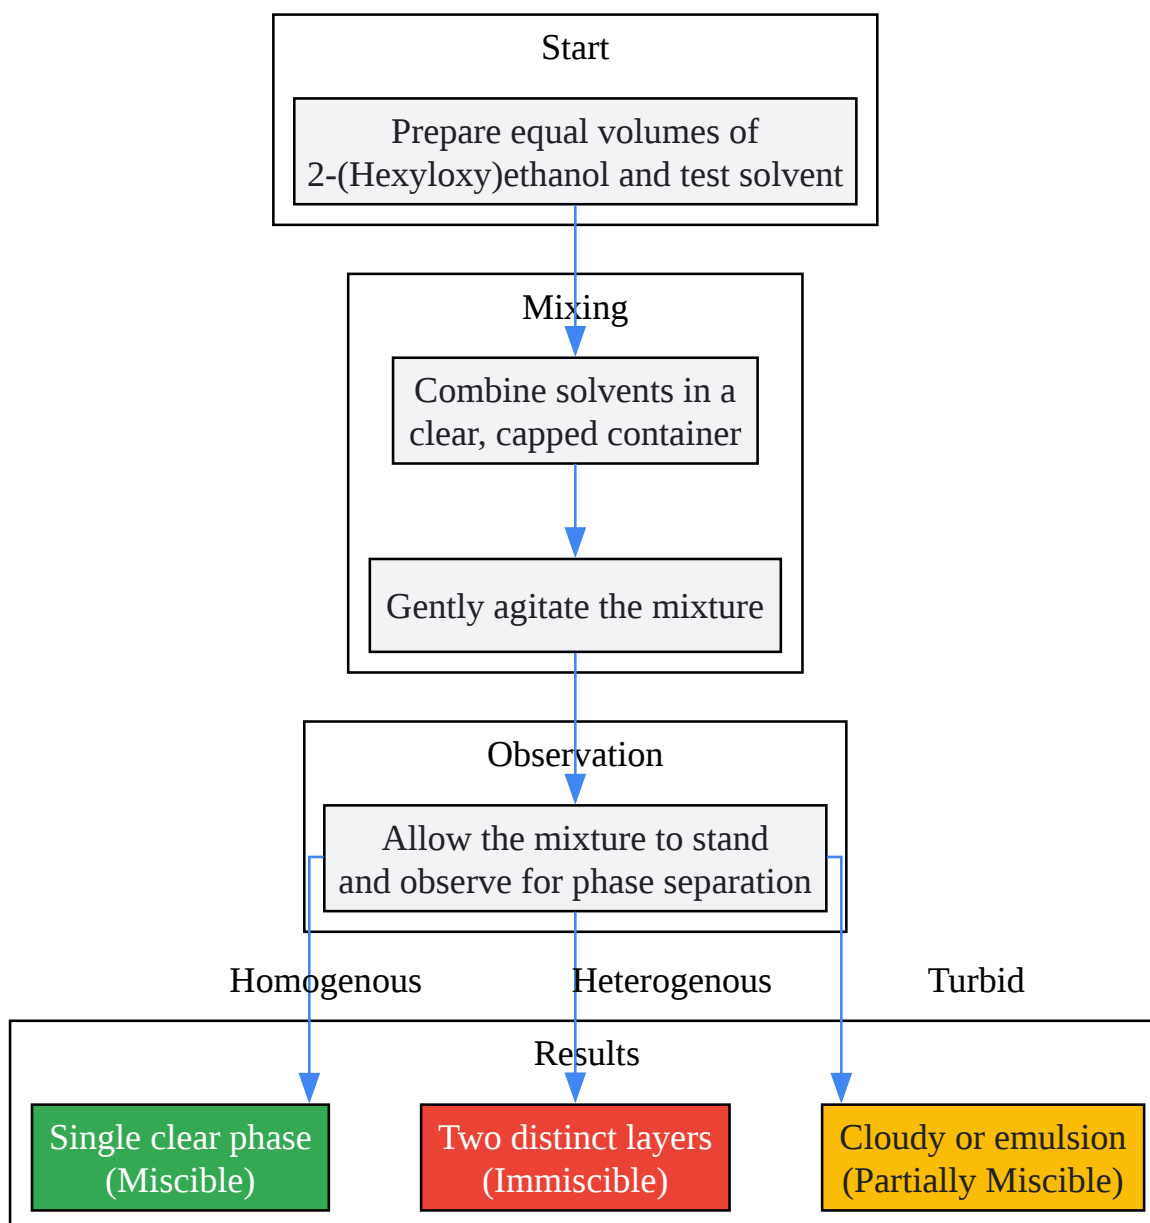 Start
Prepare equal volumes of
2-(Hexyloxy)ethanol and test solvent
Mixing
Combine solvents in a
clear, capped container
Gently agitate the mixture
Observation
Allow the mixture to stand
and observe for phase separation
Homogenous
Heterogenous
Turbid
Results
Single clear phase
(Miscible)
Two distinct layers
(Immiscible)
Cloudy or emulsion
(Partially Miscible)